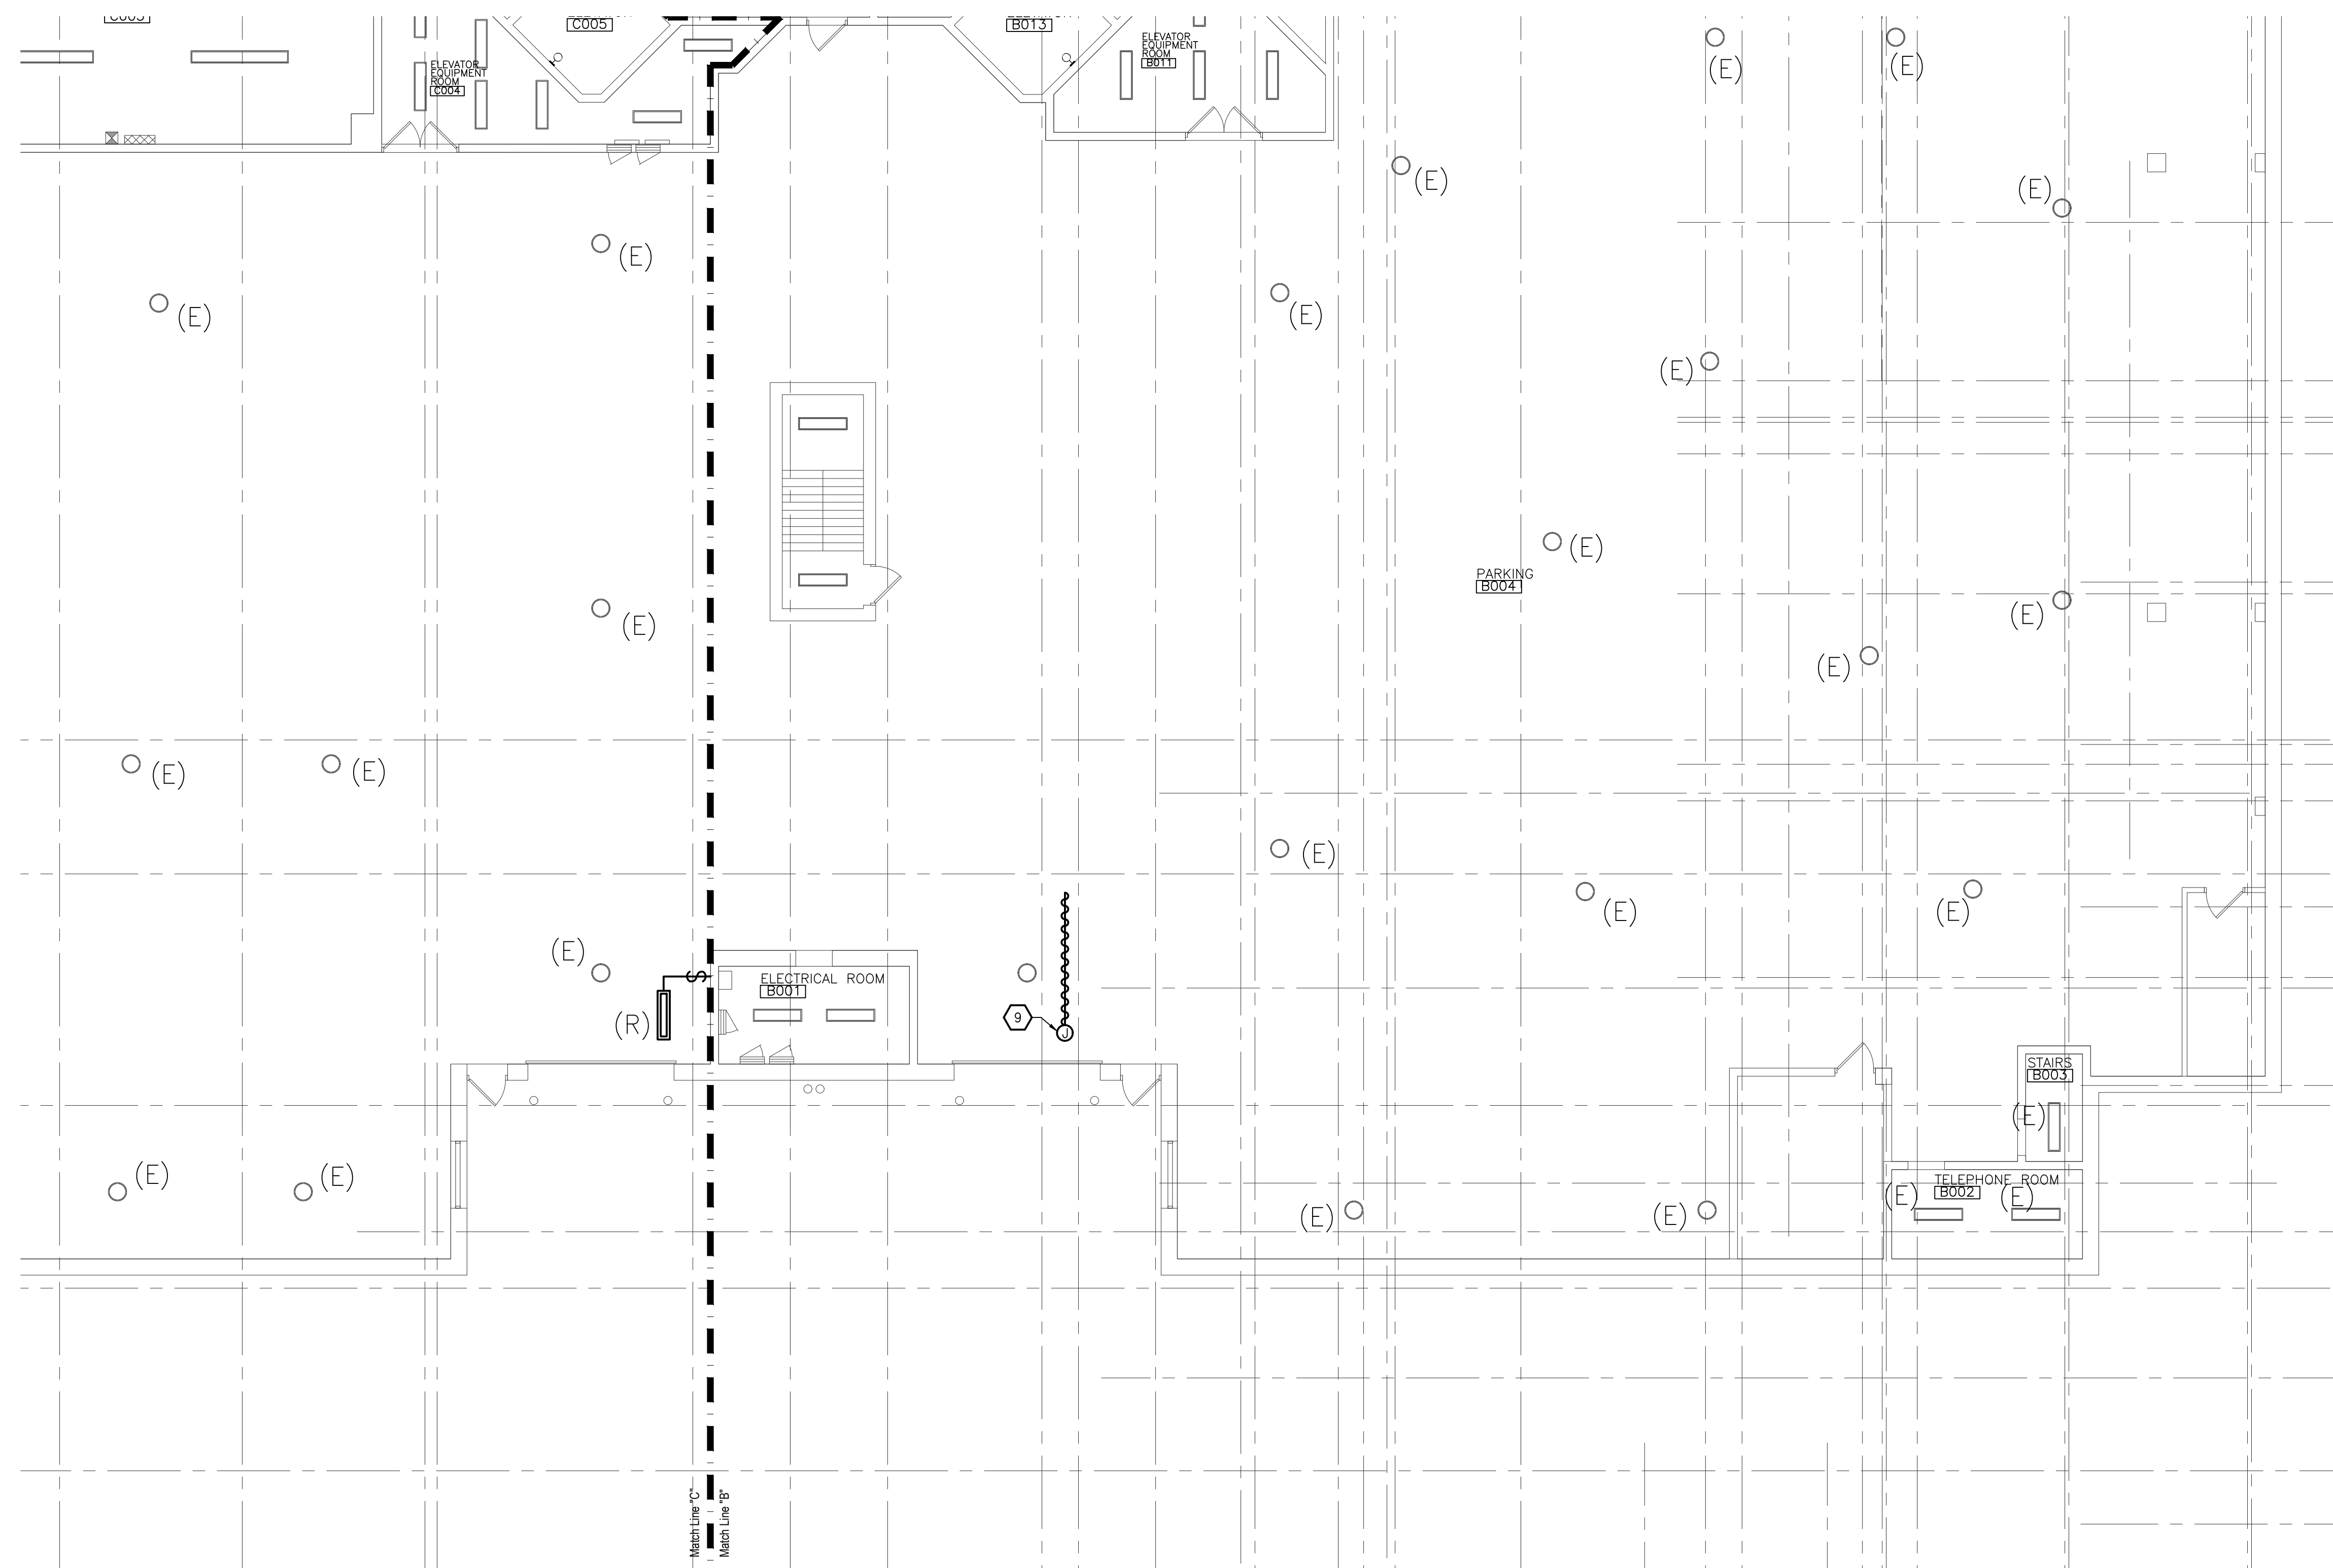 C005
B013
ELEVATOR
EQUIPMENT
ROOM
B011
ELEVATOR
EQUIPMENT
ROOM
C004
(E)
(E)
(E)
(E)
(E)
(E)
(E)
(E)
(E)
PARKING
B004
(E)
(E)
(E)
(E)
(E)
(E)
(E)
(E)
(E)
ELECTRICAL ROOM
B001
(R)
9
J
STAIRS
B003
(E)
(E)
(E)
TELEPHONE ROOM
B002
(E)
(E)
(E)
(E)
Match Line "C"
Match Line "B"